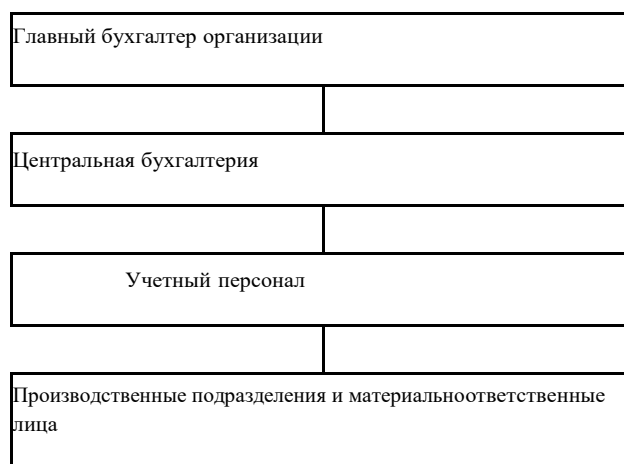 Главный бухгалтер организации
Центральная бухгалтерия
Учетный персонал
Производственные подразделения и материальноответственные
лица